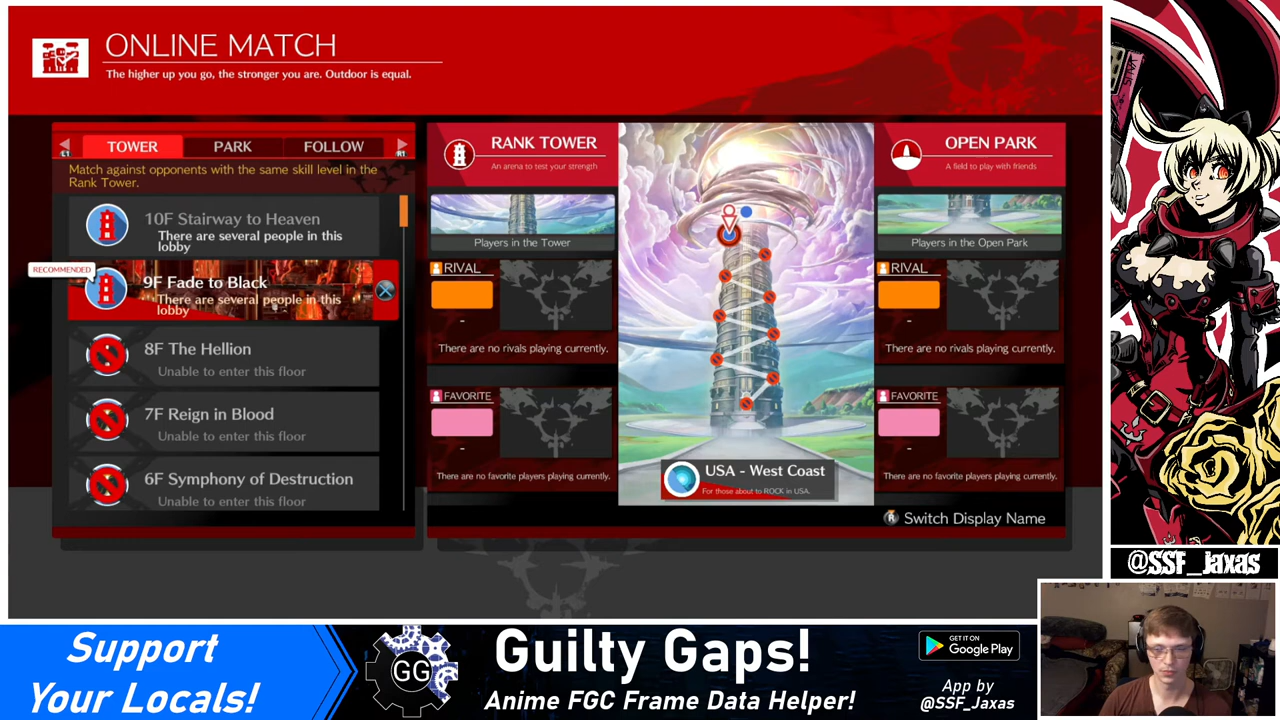 ONLINE MATCH
The higher up you go, the stronger you are. Outdoor is equal.
L1
TOWER
PARK
FOLLOW
R1
Match against opponents with the same skill level in the
Rank Tower.
10F Stairway to Heaven
There are several people in this
lobby
RECOMMENDED
9F Fade to Black
There are several people in this
lobby
8F The Hellion
Unable to enter this floor
7F Reign in Blood
Unable to enter this floor
6F Symphony of Destruction
Unable to enter this floor
RANK TOWER
An arena to test your strength
Players in the Tower
RIVAL
-
There are no rivals playing currently.
FAVORITE
-
There are no favorite players playing currently.
USA - West Coast
For those about to ROCK in USA.
OPEN PARK
A field to play with friends
Players in the Open Park
RIVAL
-
There are no rivals playing currently.
FAVORITE
-
There are no favorite players playing currently.
R Switch Display Name
@SSF_Jaxas
Support
Your Locals!
GG
Guilty Gaps!
Anime FGC Frame Data Helper!
GET IT ON
Google Play
App by
@SSF_Jaxas